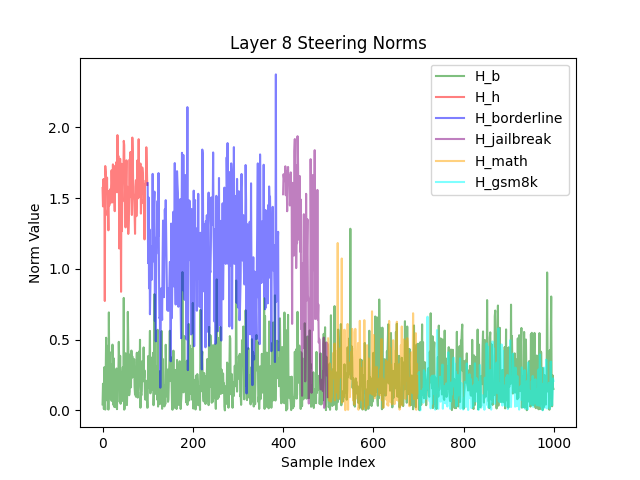 Layer 8 Steering Norms
H_b
H_h
H_borderline
H_jailbreak
H_math
H_gsm8k
Norm Value
2.0
1.5
1.0
0.5
0.0
0
200
400
600
800
1000
Sample Index